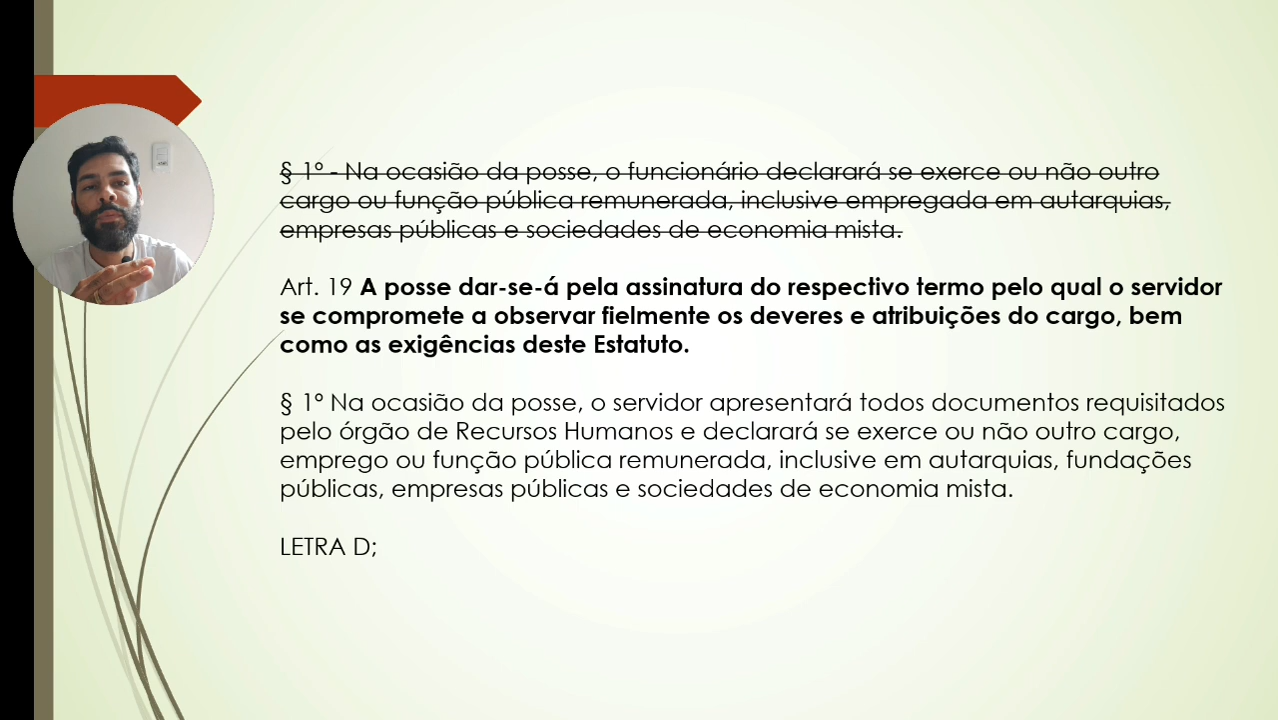 § 1º - Na ocasião da posse, o funcionário declarará se exerce ou não outro
cargo ou função pública remunerada, inclusive empregada em autarquias,
empresas públicas e sociedades de economia mista.
Art. 19 A posse dar-se-á pela assinatura do respectivo termo pelo qual o servidor
se compromete a observar fielmente os deveres e atribuições do cargo, bem
como as exigências deste Estatuto.
§ 1º Na ocasião da posse, o servidor apresentará todos documentos requisitados
pelo órgão de Recursos Humanos e declarará se exerce ou não outro cargo,
emprego ou função pública remunerada, inclusive em autarquias, fundações
públicas, empresas públicas e sociedades de economia mista.
LETRA D;